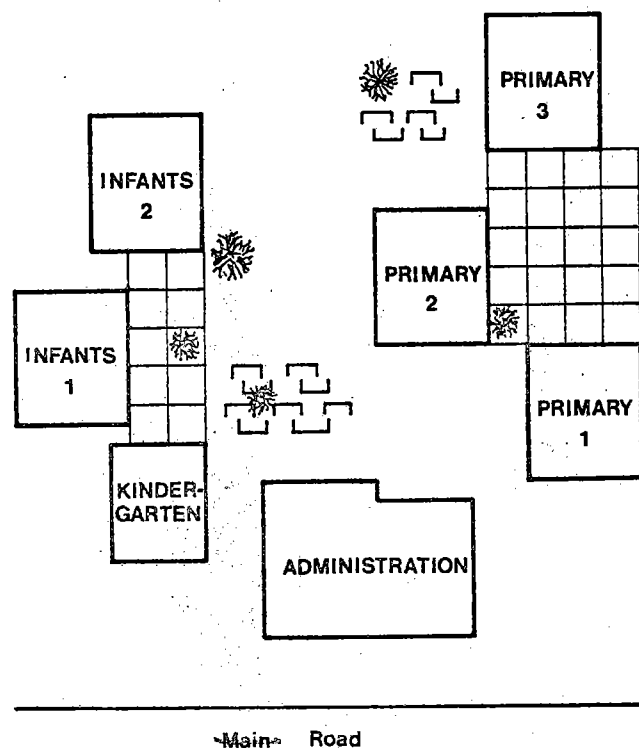 PRIMARY
3
INFANTS
2
PRIMARY
2
INFANTS
1
PRIMARY
1
KINDER-
GARTEN
ADMINISTRATION
Main Road